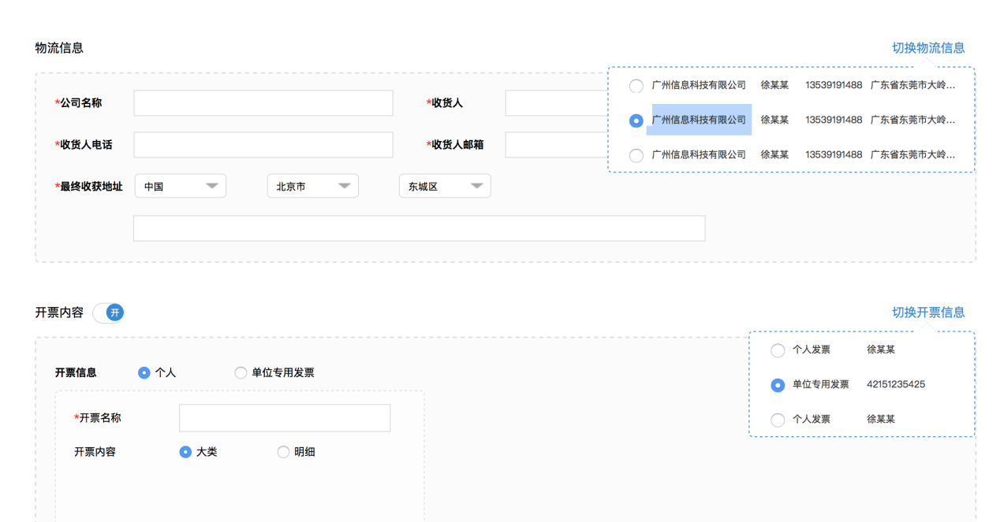 物流信息 切换物流信息
广州信息科技有限公司 徐某某 13539191488 广东省东莞市大岭...
*公司名称 *收货人
广州信息科技有限公司 徐某某 13539191488 广东省东莞市大岭...
*收货人电话 *收货人邮箱
广州信息科技有限公司 徐某某 13539191488 广东省东莞市大岭...
*最终收获地址 中国 北京市 东城区
开票内容 开 切换开票信息
个人发票 徐某某
开票信息 个人 单位专用发票
单位专用发票 42151235425
*开票名称
个人发票 徐某某
开票内容 大类 明细